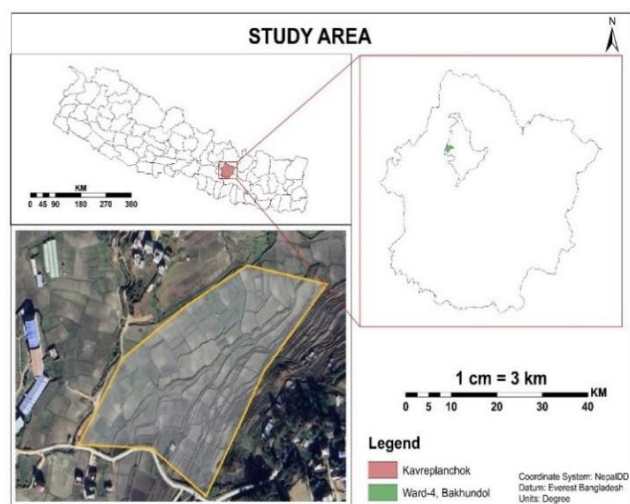 STUDY AREA
N
KM
0 45 90 180 270 360
1 cm = 3 km
KM
0 5 10 20 30 40
Legend
Kavreplanchok
Ward-4, Bakhundol
Coordinate System: NepalDD
Datum: Everest Bangladesh
Units: Degree